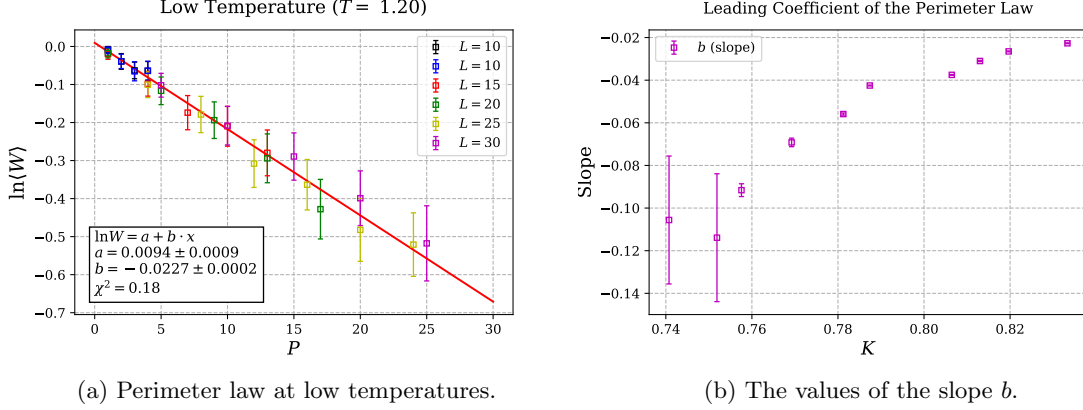 Low Temperature (T = 1.20)
0.0
−0.1
−0.2
−0.3
−0.4
−0.5
−0.6
−0.7
ln⟨W⟩
L = 10
L = 10
L = 15
L = 20
L = 25
L = 30
lnW = a + b · x
a = 0.0094 ± 0.0009
b = − 0.0227 ± 0.0002
χ² = 0.18
0 5 10 15 20 25 30
P
(a) Perimeter law at low temperatures.
Leading Coefficient of the Perimeter Law
−0.02
−0.04
−0.06
−0.08
−0.10
−0.12
−0.14
Slope
b (slope)
0.74 0.76 0.78 0.80 0.82
K
(b) The values of the slope b.